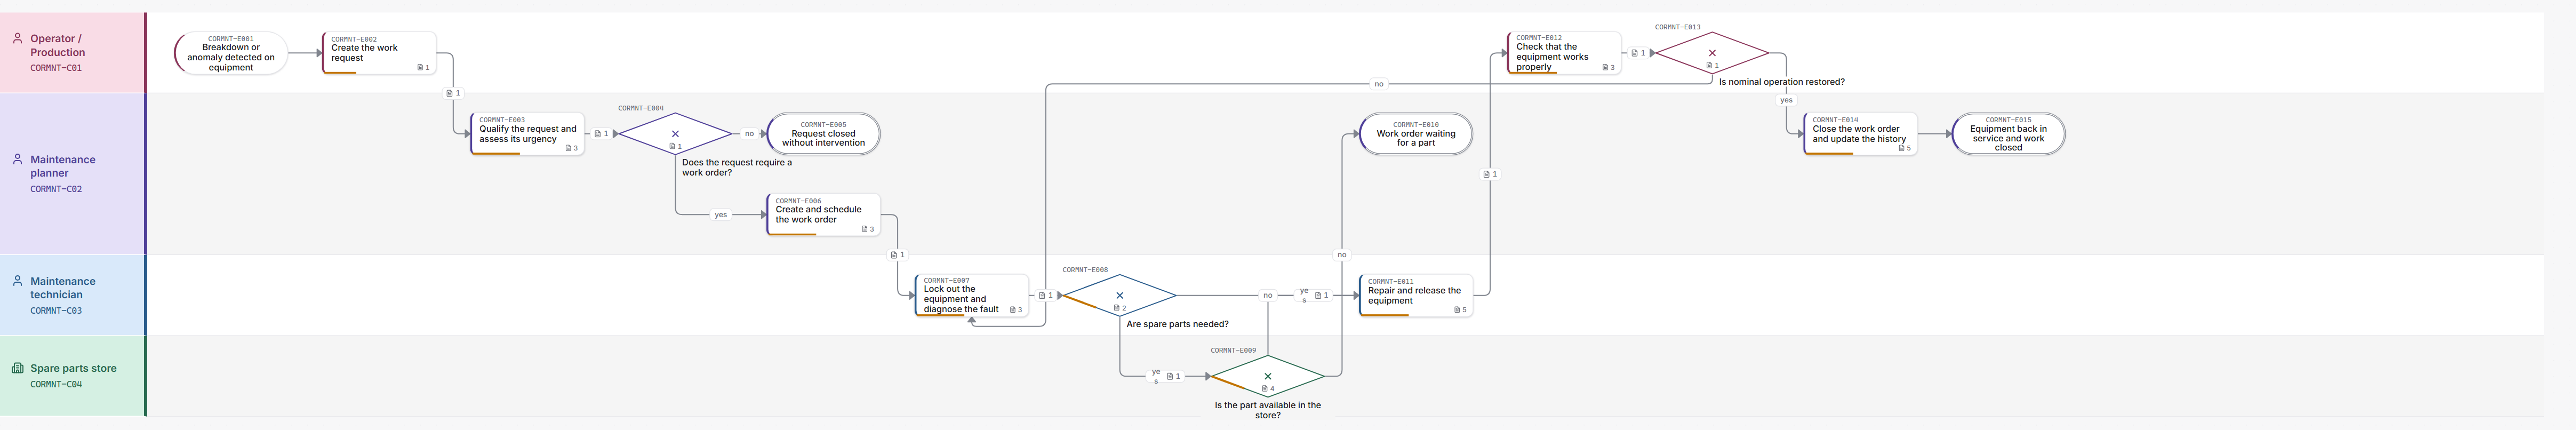 Operator /
Production
CORMNT-C01
CORMNT-E001
Breakdown or
anomaly detected on
equipment
CORMNT-E002
Create the work
request
1
1
CORMNT-E012
Check that the
equipment works
properly
3
1
CORMNT-E013
1
Is nominal operation restored?
no
yes
Maintenance
planner
CORMNT-C02
CORMNT-E003
Qualify the request and
assess its urgency
3
1
CORMNT-E004
1
Does the request require a
work order?
no
CORMNT-E005
Request closed
without intervention
yes
CORMNT-E006
Create and schedule
the work order
3
1
CORMNT-E010
Work order waiting
for a part
no
1
CORMNT-E014
Close the work order
and update the history
5
CORMNT-E015
Equipment back in
service and work
closed
Maintenance
technician
CORMNT-C03
CORMNT-E007
Lock out the
equipment and
diagnose the fault
3
1
CORMNT-E008
2
Are spare parts needed?
no
ye
s
1
CORMNT-E011
Repair and release the
equipment
5
Spare parts store
CORMNT-C04
ye
s
1
CORMNT-E009
4
Is the part available in the
store?